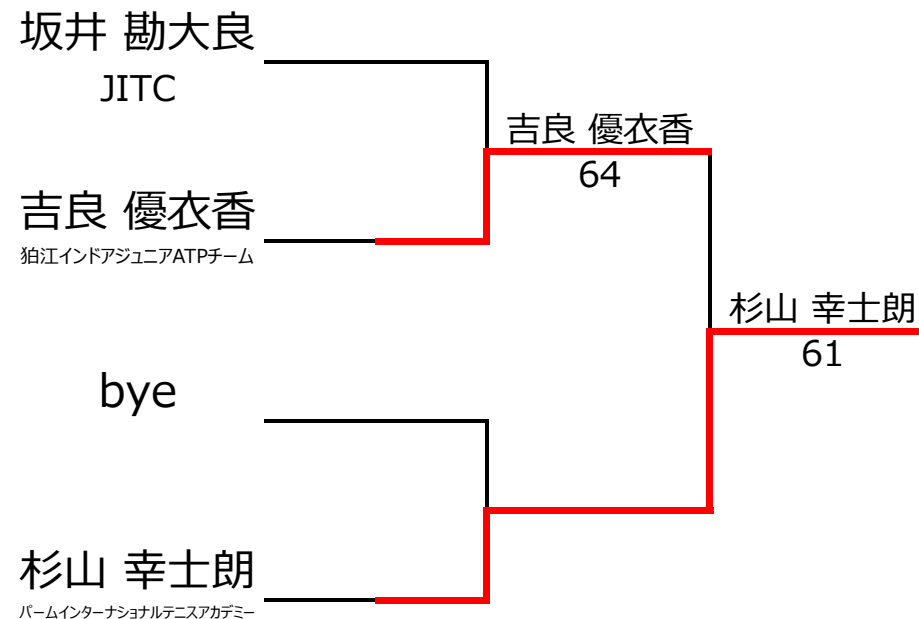 坂井 勘大良
JITC
吉良 優衣香
64
吉良 優衣香
狛江インドアジュニアATPチーム
杉山 幸士朗
61
bye
杉山 幸士朗
パームインターナショナルテニスアカデミー